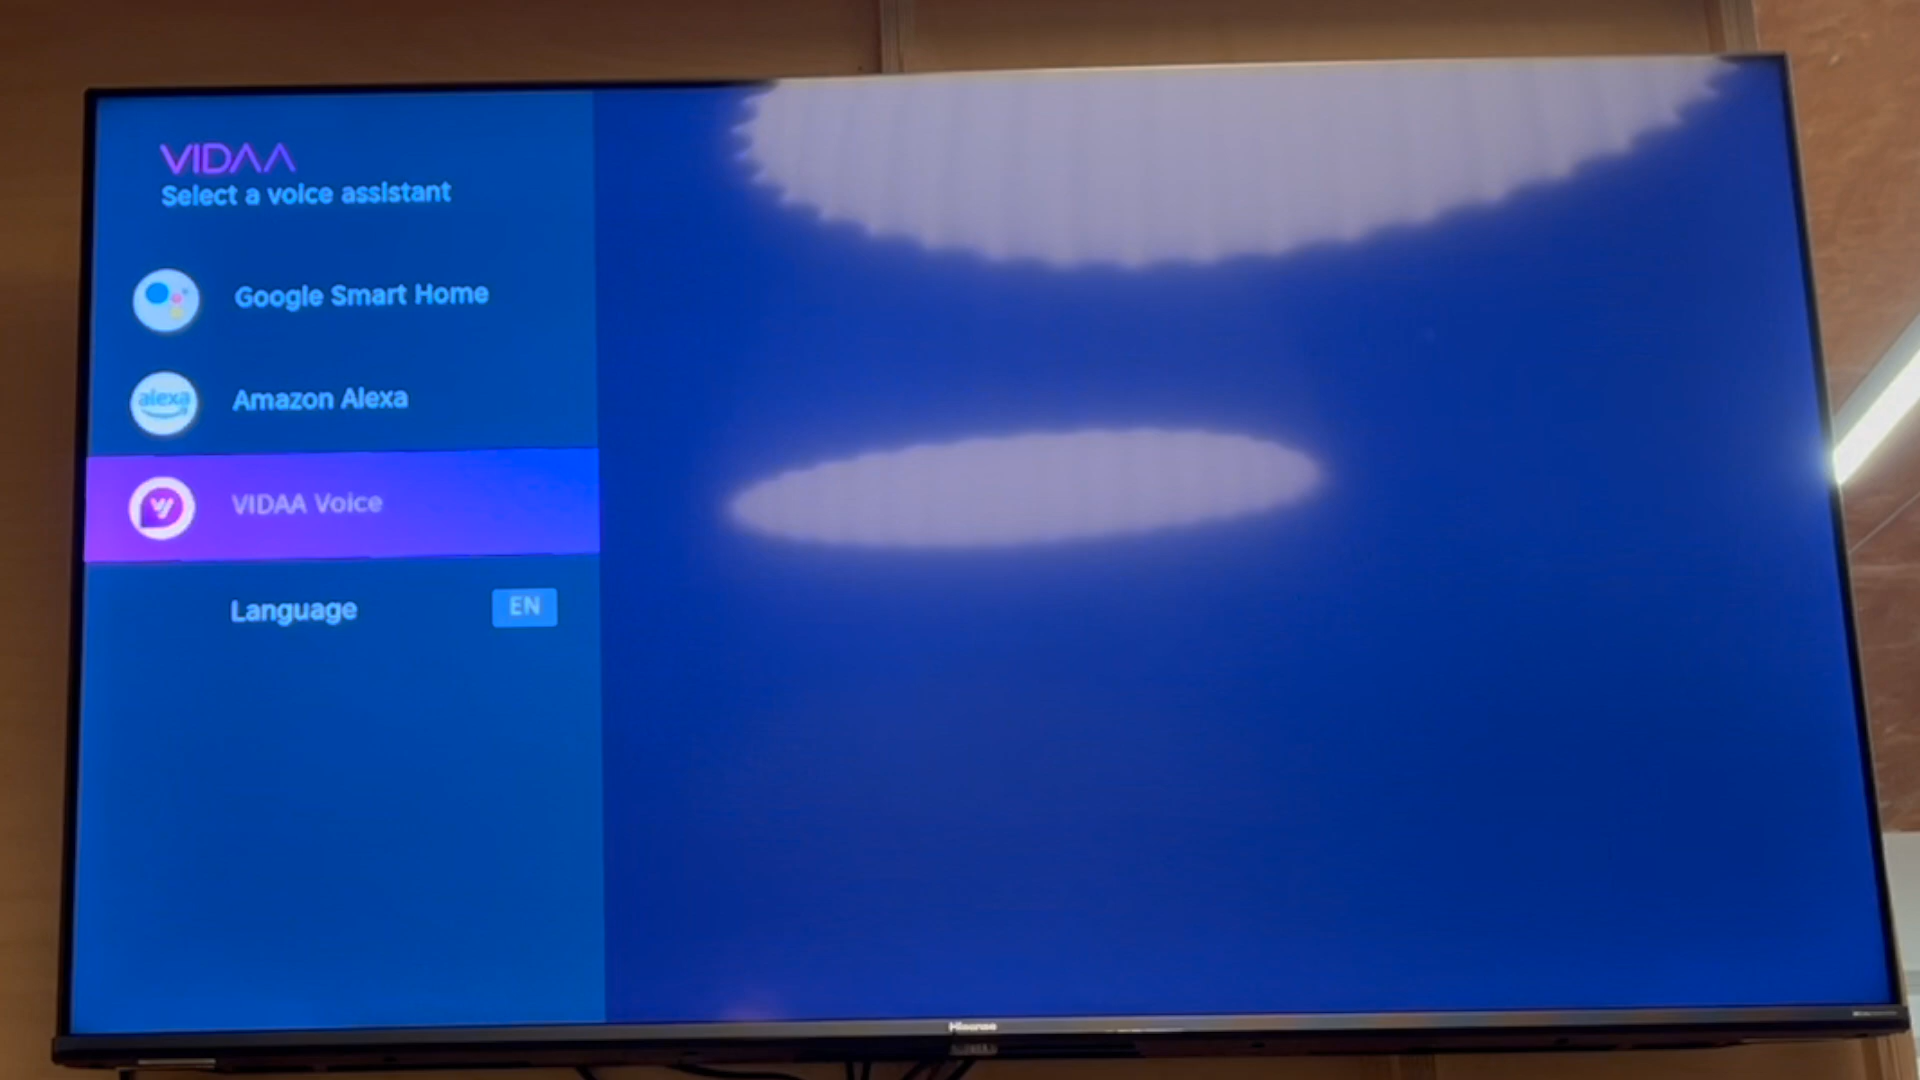 VIDAA
Select a voice assistant
Google Smart Home
alexa
Amazon Alexa
VIDAA Voice
Language
EN
Hisense